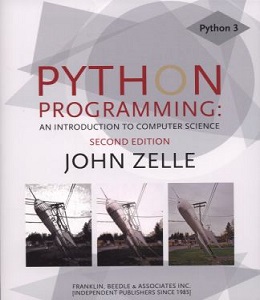 Python 3
PYTHON
PROGRAMMING:
AN INTRODUCTION TO COMPUTER SCIENCE
SECOND EDITION
JOHN ZELLE
FRANKLIN, BEEDLE & ASSOCIATES INC.
[INDEPENDENT PUBLISHERS SINCE 1985]